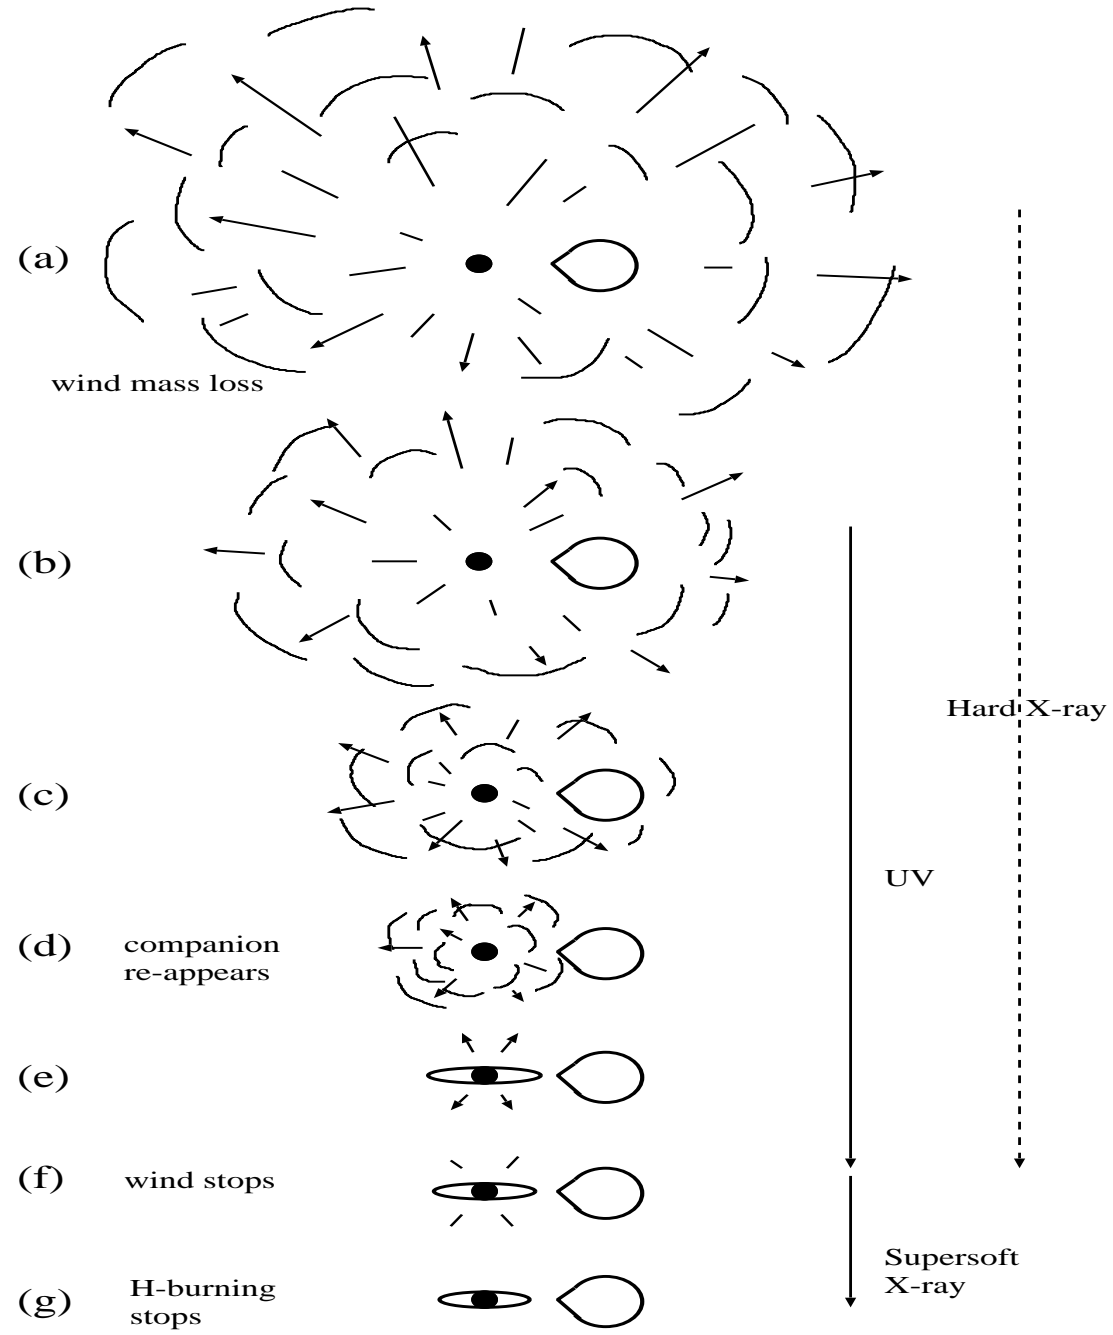 (a)
wind mass loss
(b)
Hard X-ray
(c)
UV
(d)
companion
re-appears
(e)
(f)
wind stops
Supersoft
X-ray
(g)
H-burning
stops